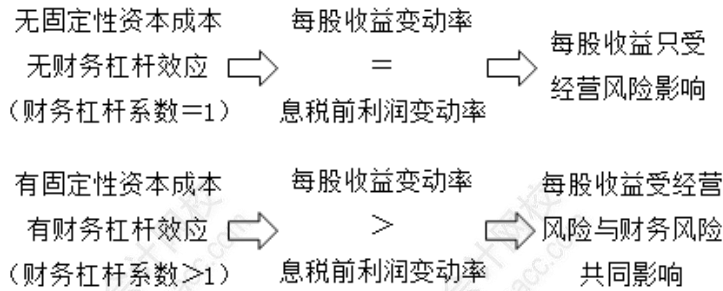 无固定性资本成本
无财务杠杆效应
（财务杠杆系数＝1）
每股收益变动率
＝
息税前利润变动率
每股收益只受
经营风险影响
有固定性资本成本
有财务杠杆效应
（财务杠杆系数＞1）
每股收益变动率
＞
息税前利润变动率
每股收益受经营
风险与财务风险
共同影响